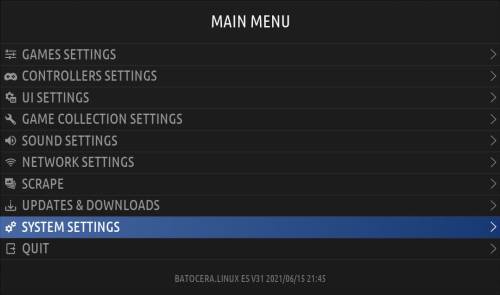 MAIN MENU
GAMES SETTINGS
CONTROLLERS SETTINGS
UI SETTINGS
GAME COLLECTION SETTINGS
SOUND SETTINGS
NETWORK SETTINGS
SCRAPE
UPDATES & DOWNLOADS
SYSTEM SETTINGS
QUIT
BATOCERA.LINUX ES V31 2021/06/15 21:45